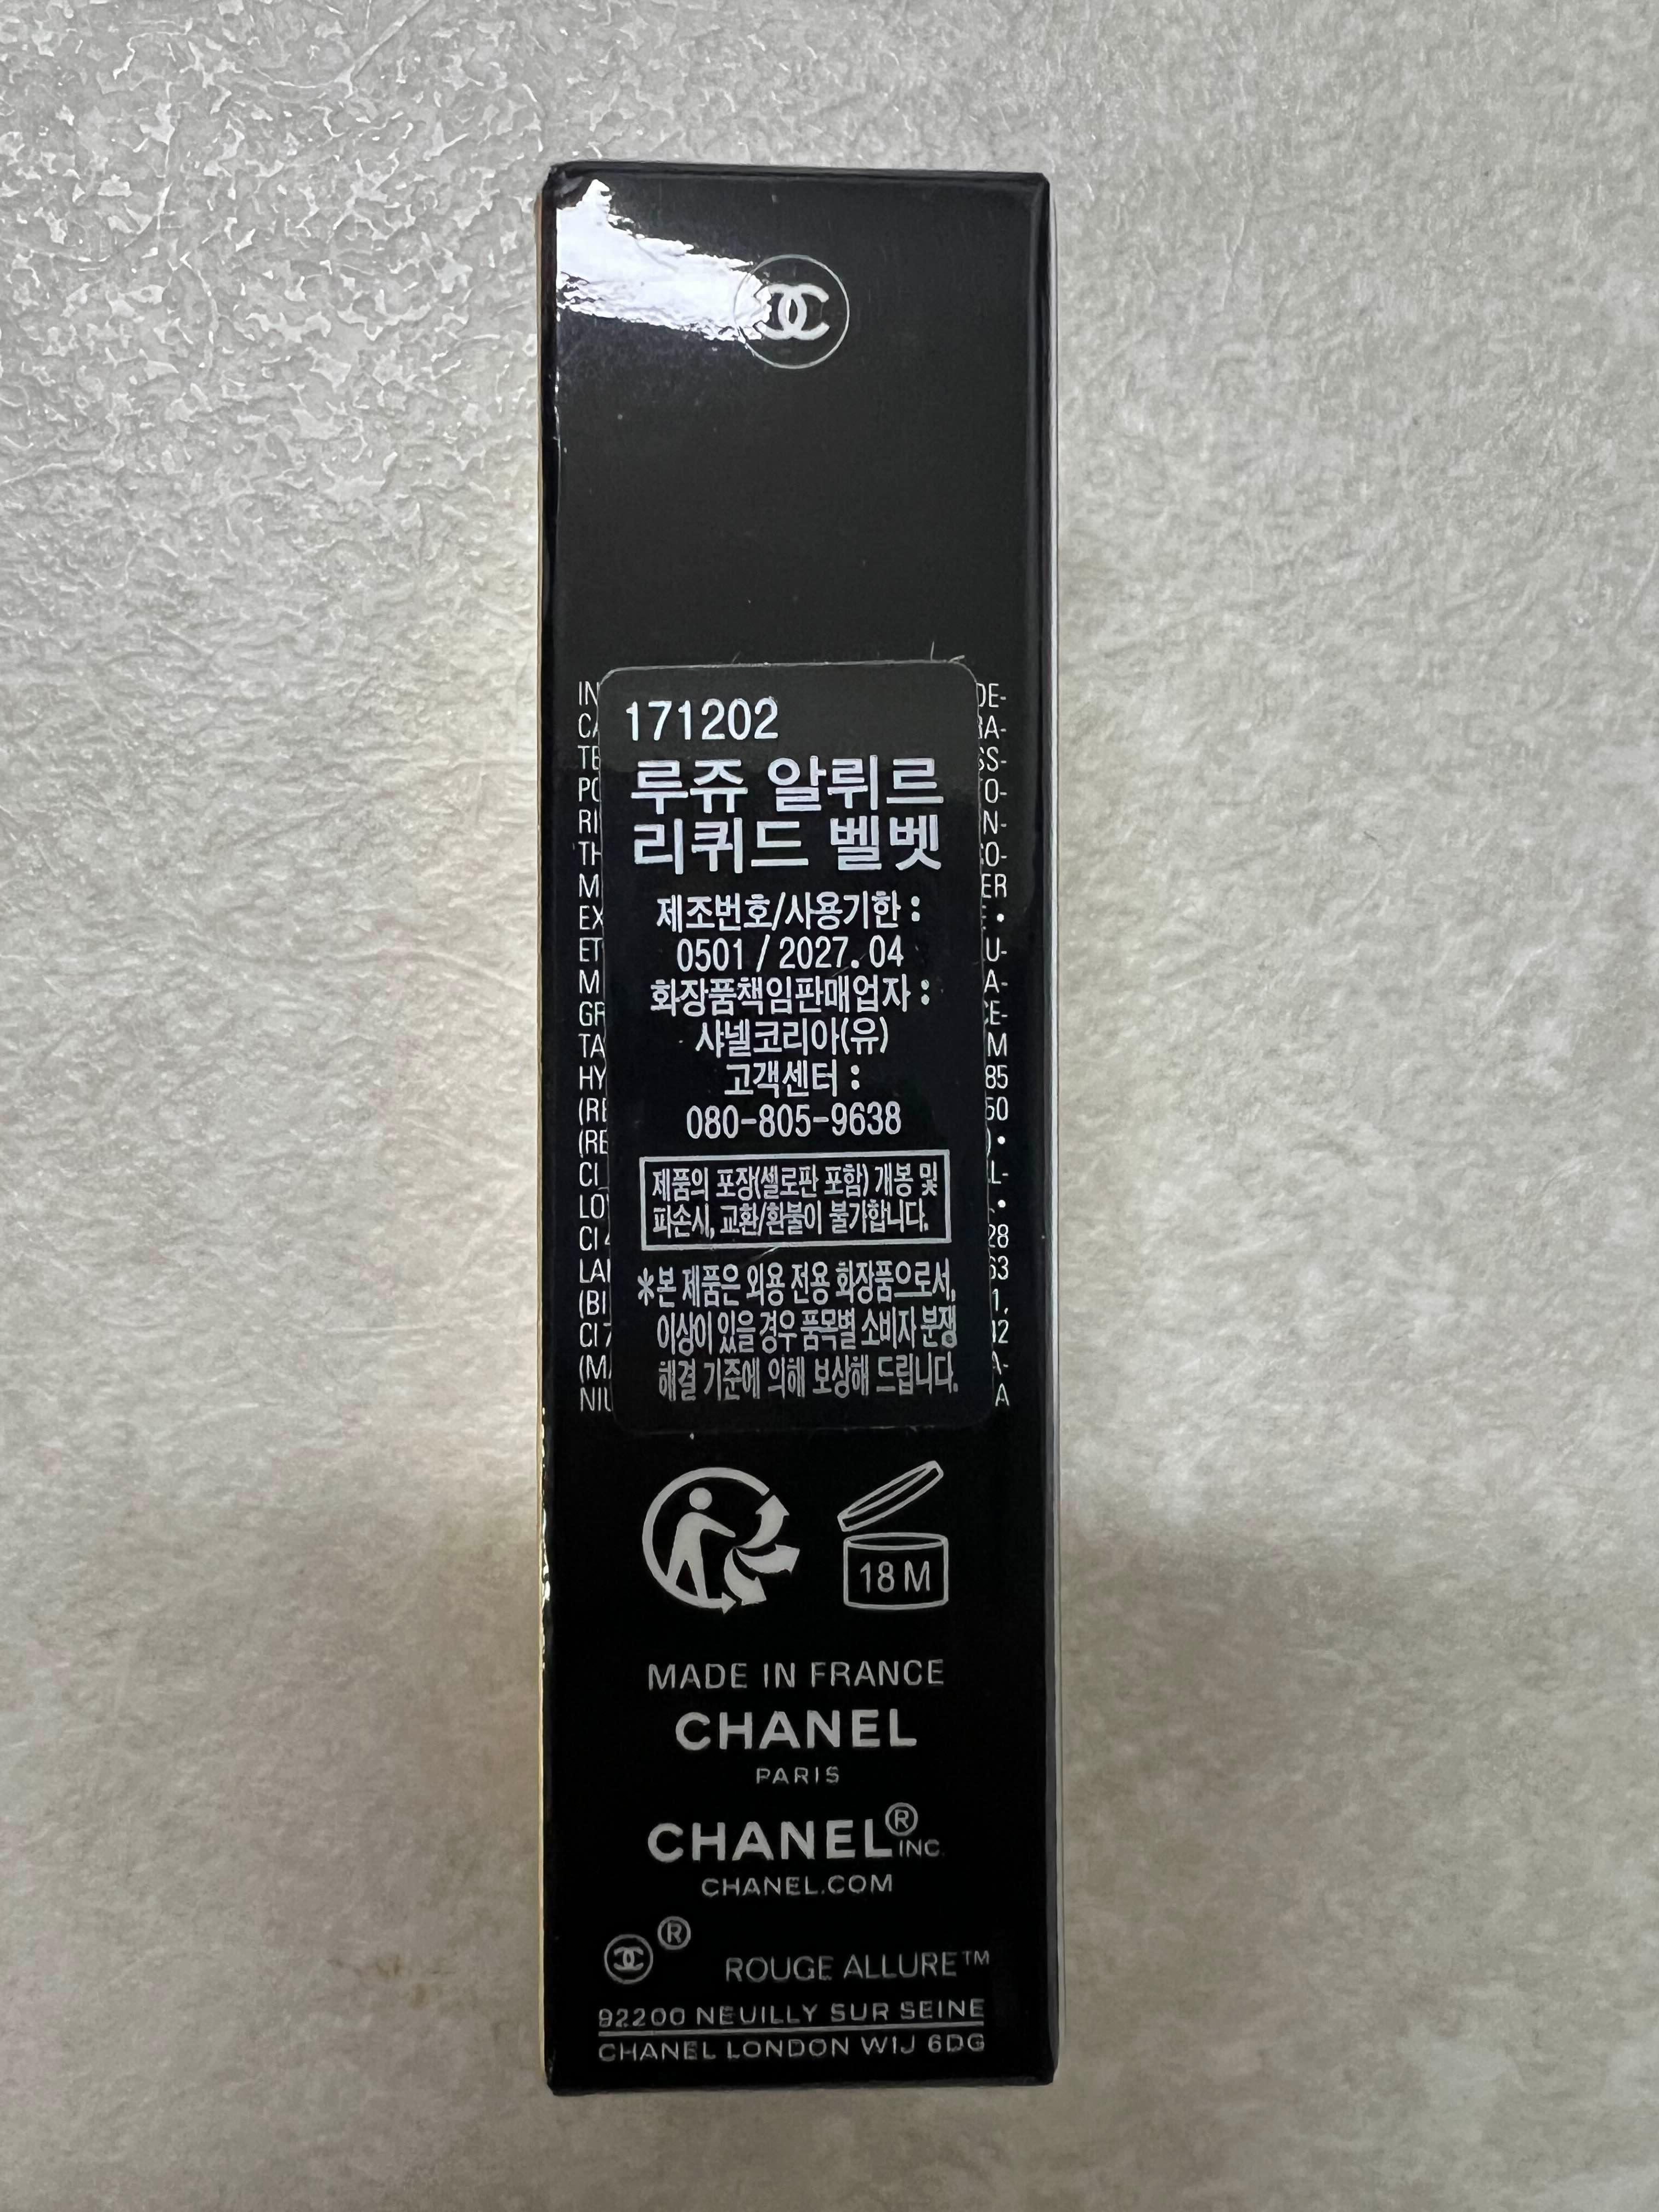 171202
루쥬 알뤼르
리퀴드 벨벳
제조번호/사용기한 :
0501 / 2027. 04
화장품책임판매업자 :
샤넬코리아(유)
고객센터 :
080-805-9638
제품의 포장(셀로판 포함) 개봉 및
파손시, 교환/환불이 불가합니다.
*본 제품은 외용 전용 화장품으로서,
이상이 있을 경우 품목별 소비자 분쟁
해결 기준에 의해 보상해 드립니다.
18 M
MADE IN FRANCE
CHANEL
PARIS
CHANEL® INC.
CHANEL.COM
® ROUGE ALLURE™
92200 NEUILLY SUR SEINE
CHANEL LONDON W1J 6DG